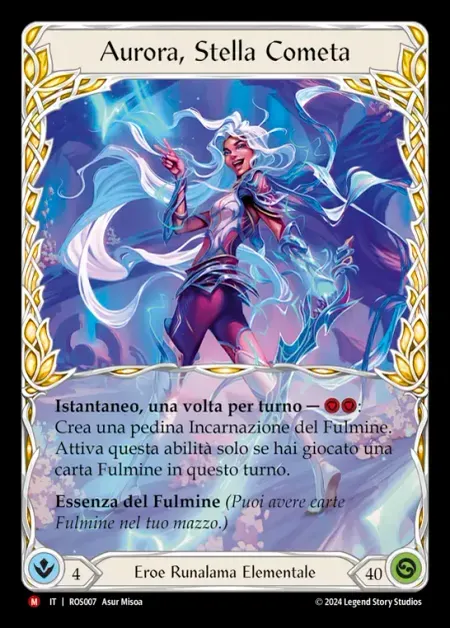 Aurora, Stella Cometa
Istantaneo, una volta per turno — :
Crea una pedina Incarnazione del Fulmine.
Attiva questa abilità solo se hai giocato una
carta Fulmine in questo turno.
Essenza del Fulmine (Puoi avere carte
Fulmine nel tuo mazzo.)
4
Eroe Runalama Elementale
40
M IT | ROS007 Asur Misoa
© 2024 Legend Story Studios